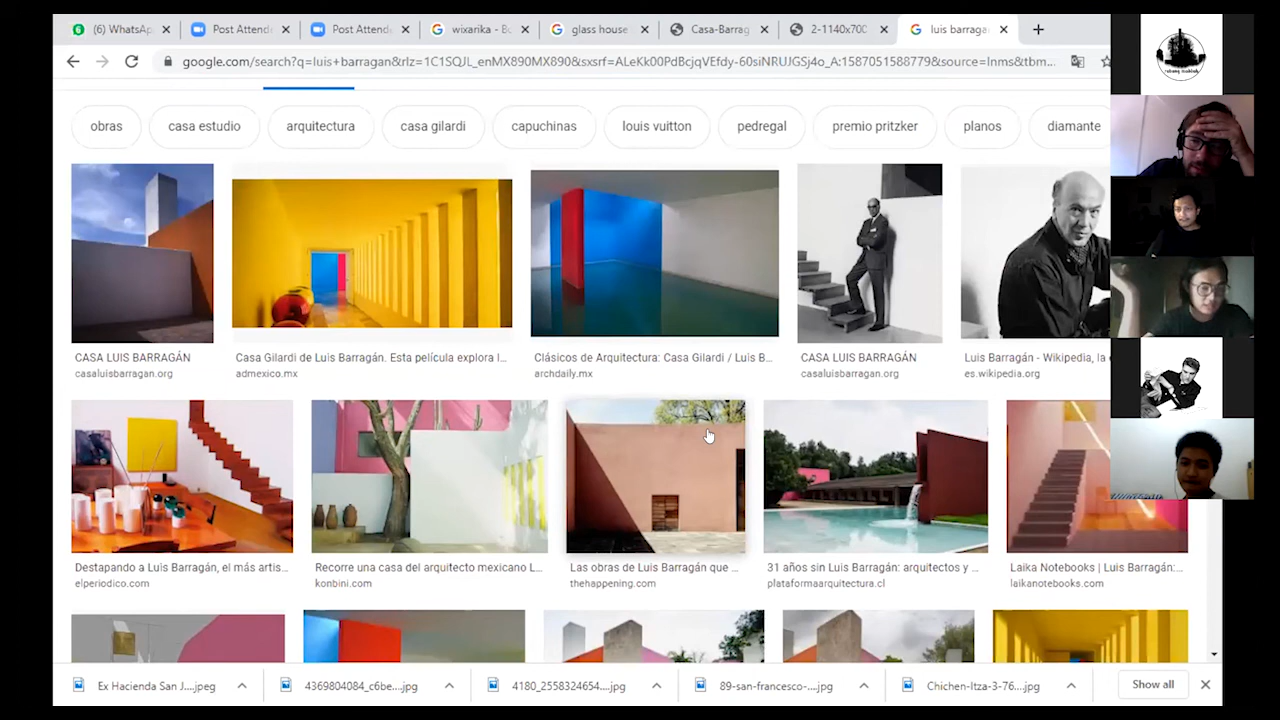 (6) WhatsAp
Post Attende
Post Attende
wixarika - Bu
glass house
Casa-Barrag
2-1140x700
luis barraga
google.com/search?q=luis+barragan&rlz=1C1SQJL_enMX890MX890&sxsrf=ALeKk00PdBcjqVEfdy-60siNRUJGSj4o_A:1587051588779&source=lnms&tbm...
obras
casa estudio
arquitectura
casa gilardi
capuchinas
louis vuitton
pedregal
premio pritzker
planos
diamante
CASA LUIS BARRAGÁN
casaluisbarragan.org
Casa Gilardi de Luis Barragán. Esta película explora l...
admexico.mx
Clásicos de Arquitectura: Casa Gilardi / Luis B...
archdaily.mx
CASA LUIS BARRAGÁN
casaluisbarragan.org
Luis Barragán - Wikipedia, la
es.wikipedia.org
Destapando a Luis Barragán, el más artis...
elperiodico.com
Recorre una casa del arquitecto mexicano L...
konbini.com
Las obras de Luis Barragán que ...
thehappening.com
31 años sin Luis Barragán: arquitectos y ...
plataformaarquitectura.cl
Laika Notebooks | Luis Barragán:...
laikanotebooks.com
Ex Hacienda San J....jpeg
4369804084_c6be....jpg
4180_2558324654....jpg
89-san-francesco-....jpg
Chichen-Itza-3-76....jpg
Show all